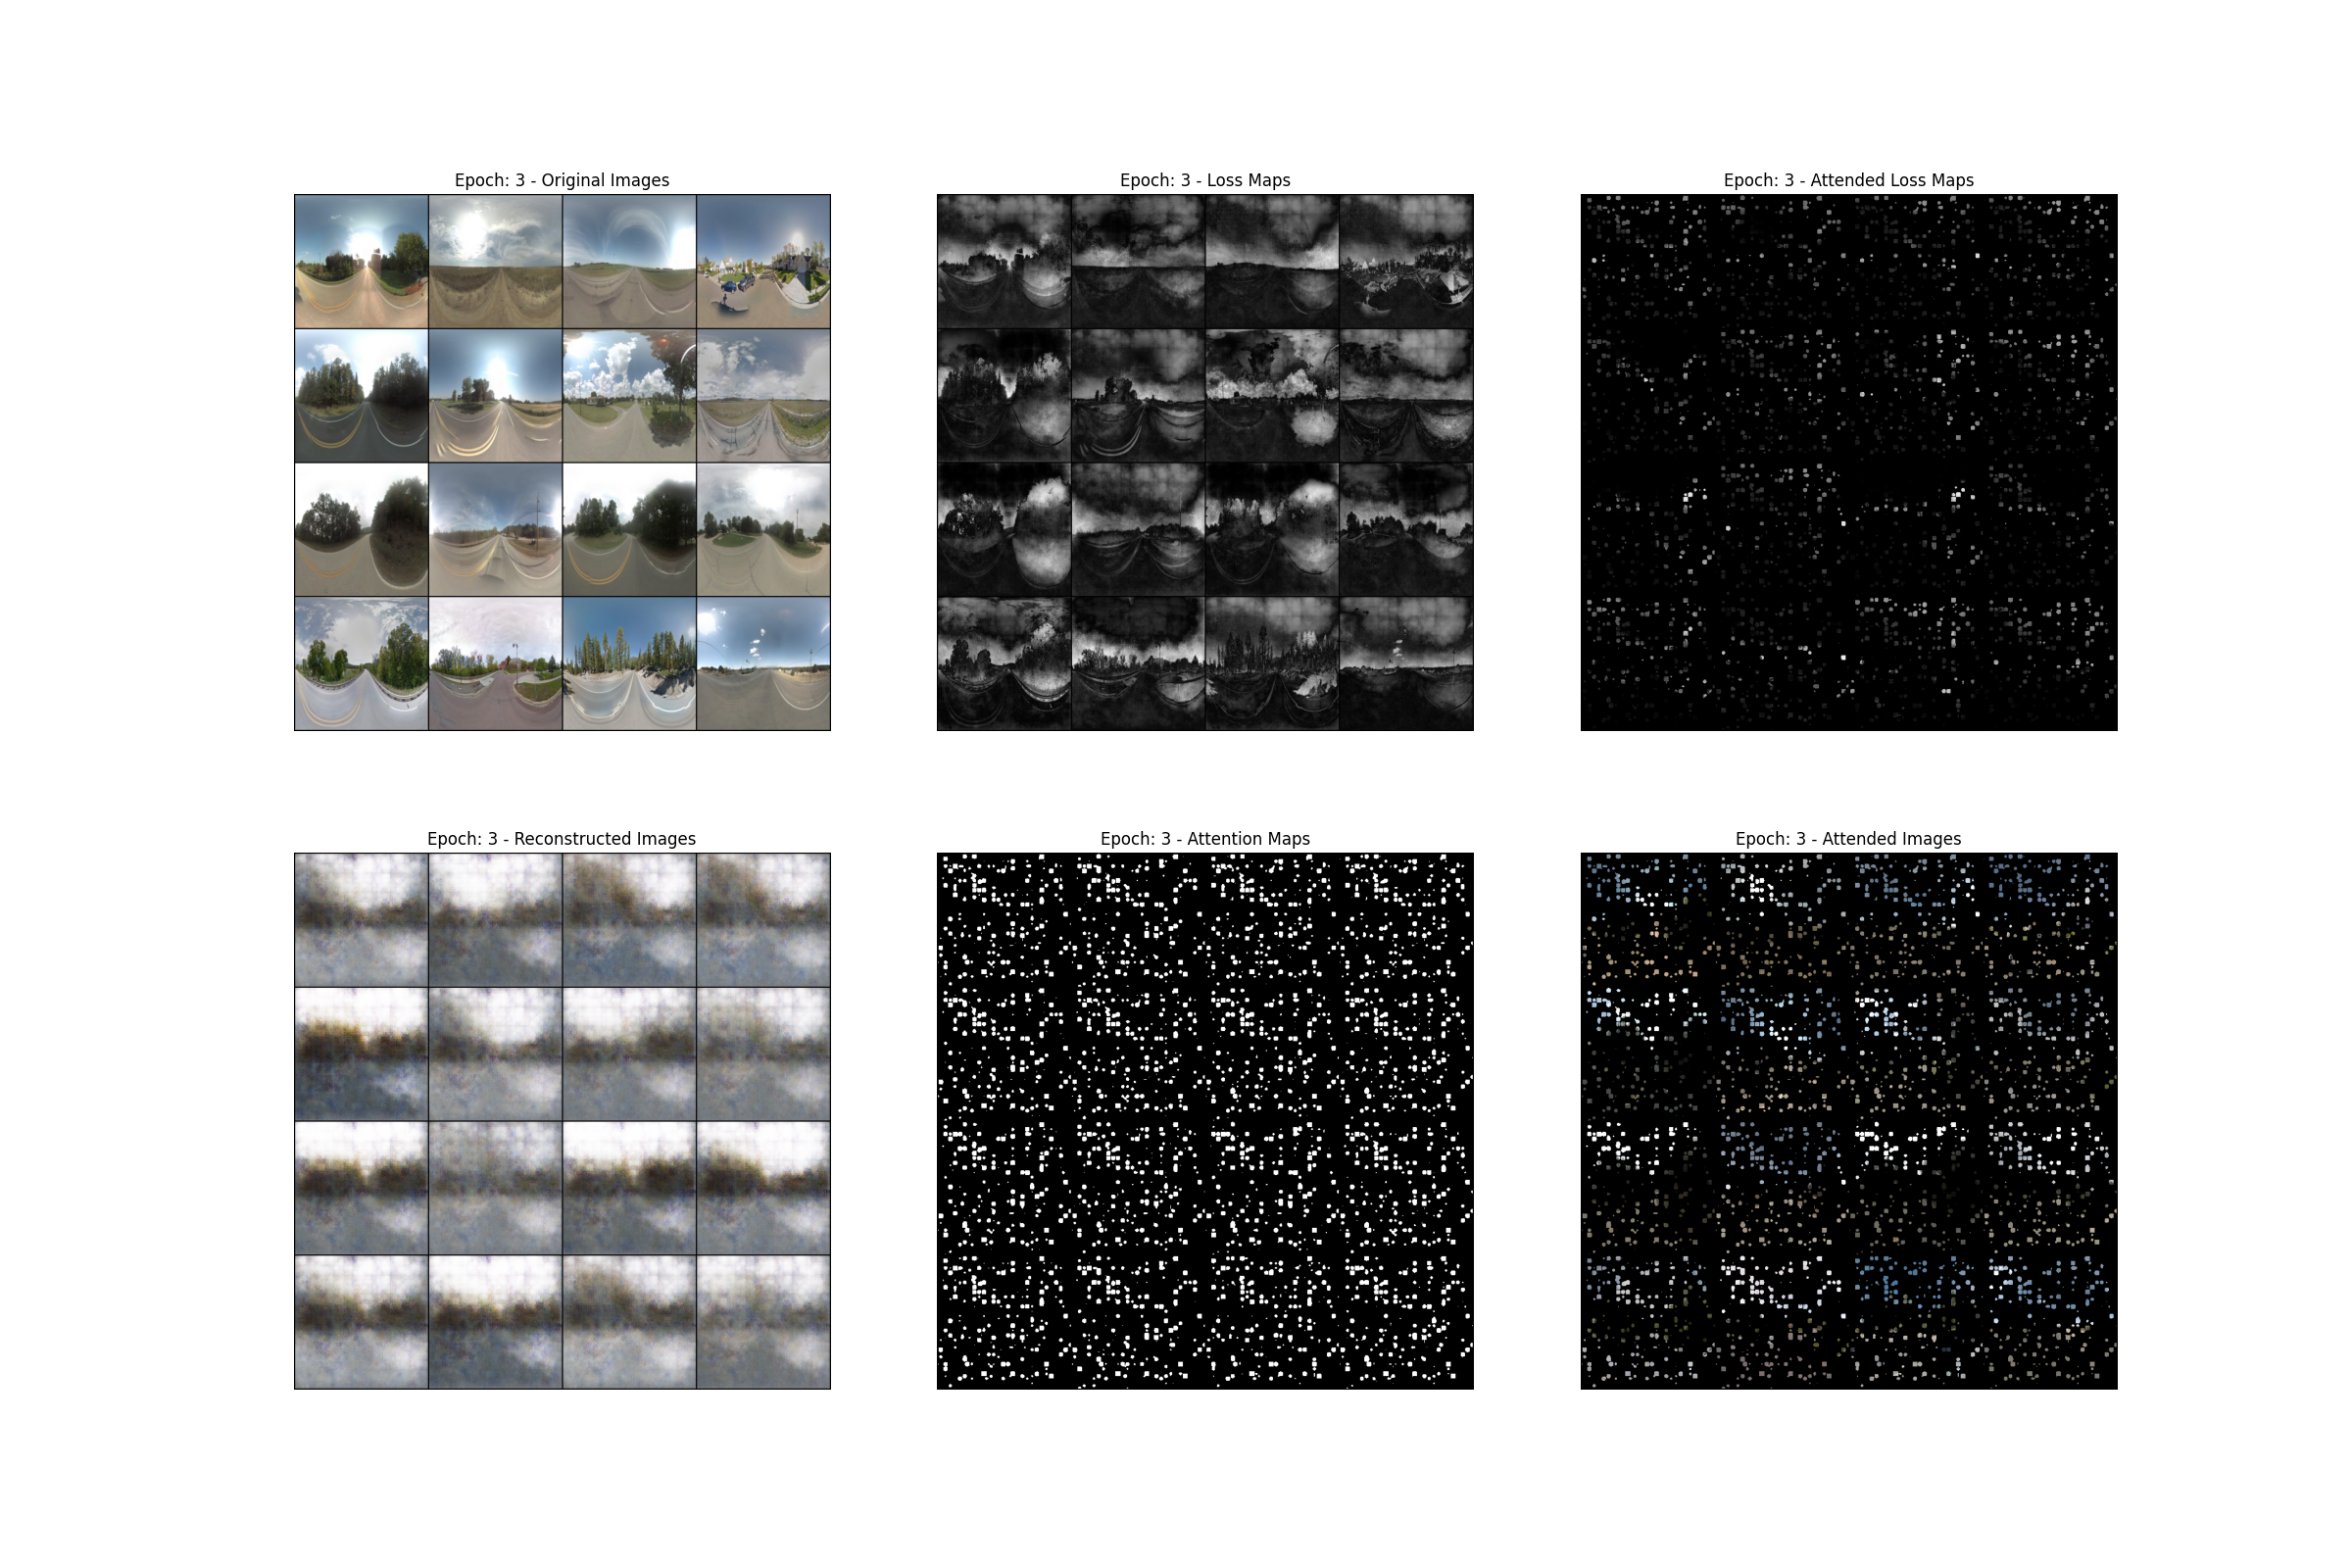 Epoch: 3 - Original Images
Epoch: 3 - Loss Maps
Epoch: 3 - Attended Loss Maps
Epoch: 3 - Reconstructed Images
Epoch: 3 - Attention Maps
Epoch: 3 - Attended Images